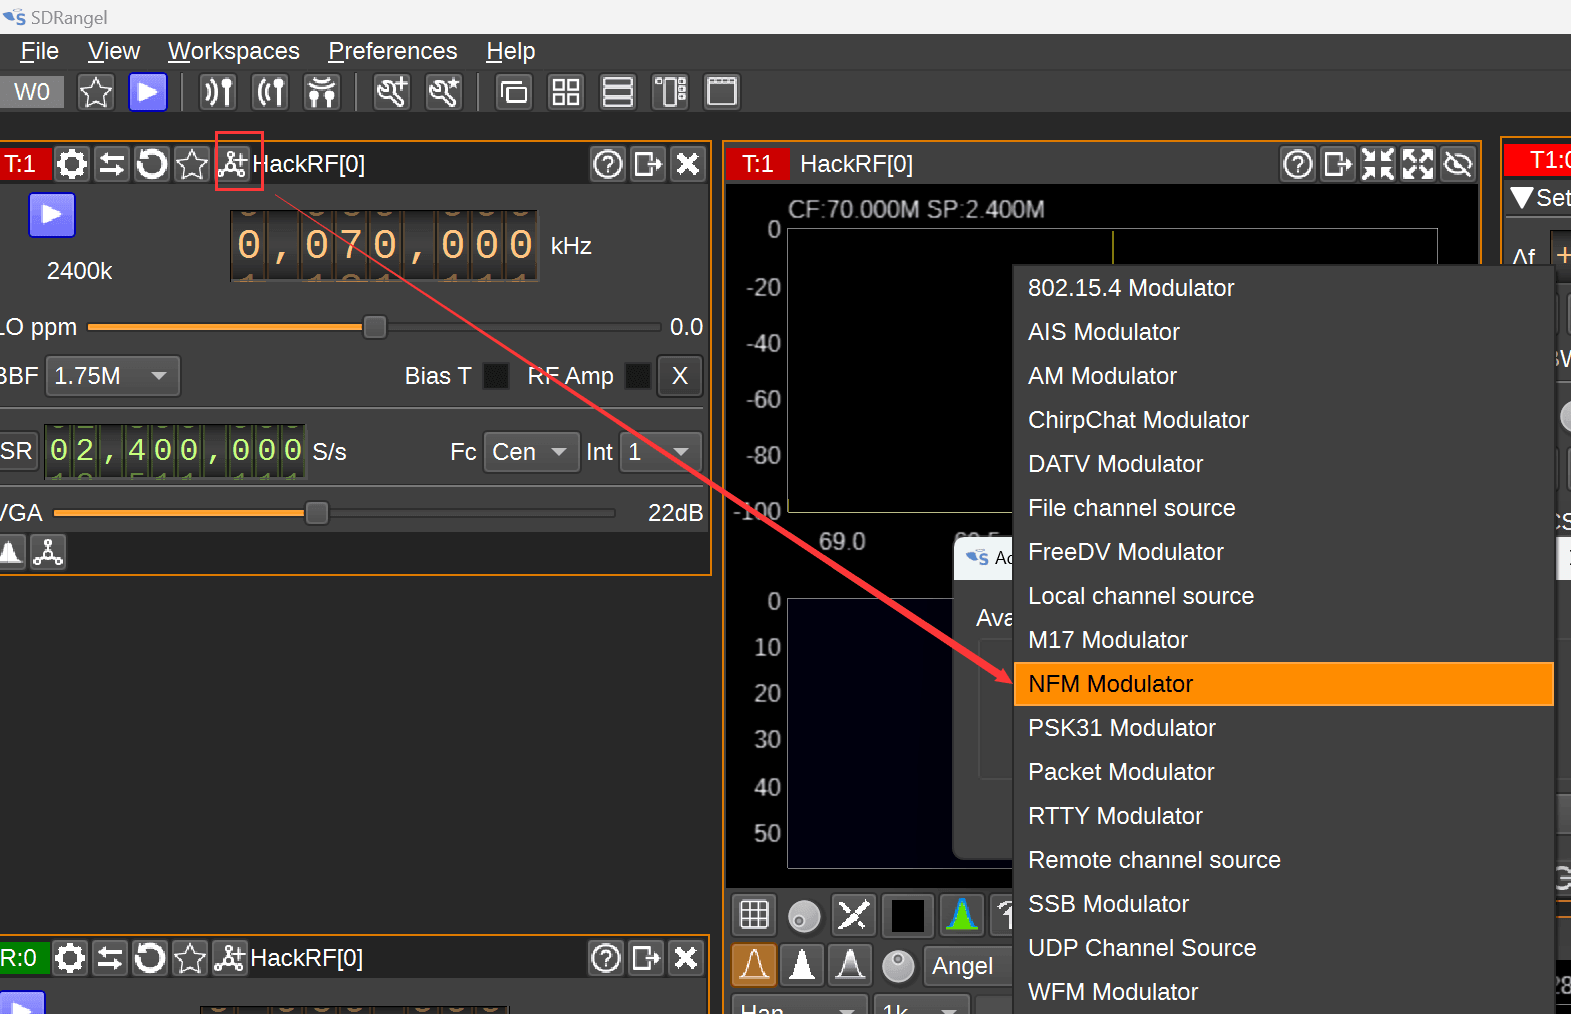 SDRangel
File View Workspaces Preferences Help
W0
T:1 HackRF[0]
0,070,000 kHz
2400k
LO ppm 0.0
BBF 1.75M Bias T RF Amp X
SR 02,400,000 S/s Fc Cen Int 1
VGA 22dB
R:0 HackRF[0]
T:1 HackRF[0]
CF:70.000M SP:2.400M
0
-20
-40
-60
-80
-100
69.0
0
10
20
30
40
50
Angel
Han 1k
T1:0
Set
Δf +
802.15.4 Modulator
AIS Modulator
AM Modulator
ChirpChat Modulator
DATV Modulator
File channel source
FreeDV Modulator
Local channel source
M17 Modulator
NFM Modulator
PSK31 Modulator
Packet Modulator
RTTY Modulator
Remote channel source
SSB Modulator
UDP Channel Source
WFM Modulator